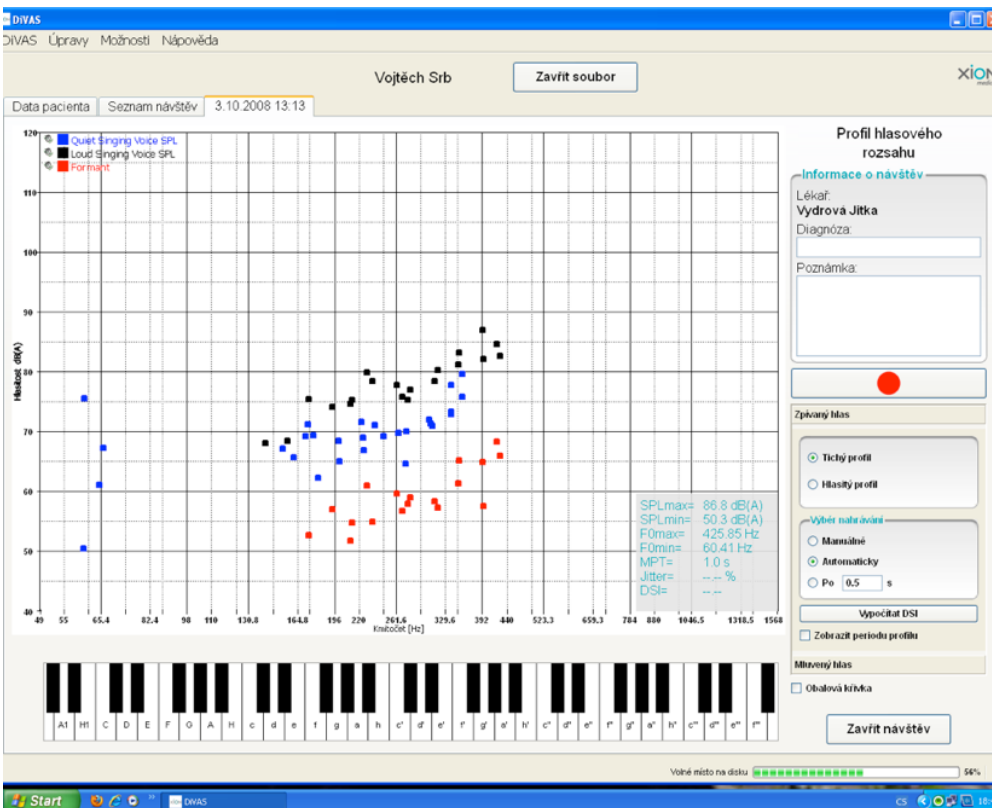 DiVAS
DiVAS Úpravy Možnosti Nápověda
Vojtěch Srb
Zavřít soubor
XION
Data pacienta
Seznam návštěv
3.10.2008 13:13
Quiet Singing Voice SPL
Loud Singing Voice SPL
Formant
120
110
100
90
80
70
60
50
40
Hlasitost dB(A)
49 55 65.4 82.4 98 110 130.8 164.8 196 220 261.6 329.6 392 440 523.3 659.3 784 880 1046.5 1318.5 1568
Kmitočet [Hz]
SPLmax= 86.8 dB(A)
SPLmin= 50.3 dB(A)
F0max= 425.85 Hz
F0min= 60.41 Hz
MPT= 1.0 s
Jitter= --.-- %
DSI= --.--
A1 H1 C D E F G A H c d e f g a h c' d' e' f' g' a' h' c'' d'' e'' f'' g'' a'' h'' c''' d''' e''' f'''
Profil hlasového
rozsahu
Informace o návštěv
Lékař:
Vydrová Jitka
Diagnóza:
Poznámka:
Zpívaný hlas
Tichý profil
Hlasitý profil
Výběr nahrávání
Manuálně
Automaticky
Po 0.5 s
Vypočítat DSI
Zobrazit periodu profilu
Mluvený hlas
Obalová křivka
Zavřít návštěv
Volné místo na disku
56%
Start
DiVAS
CS